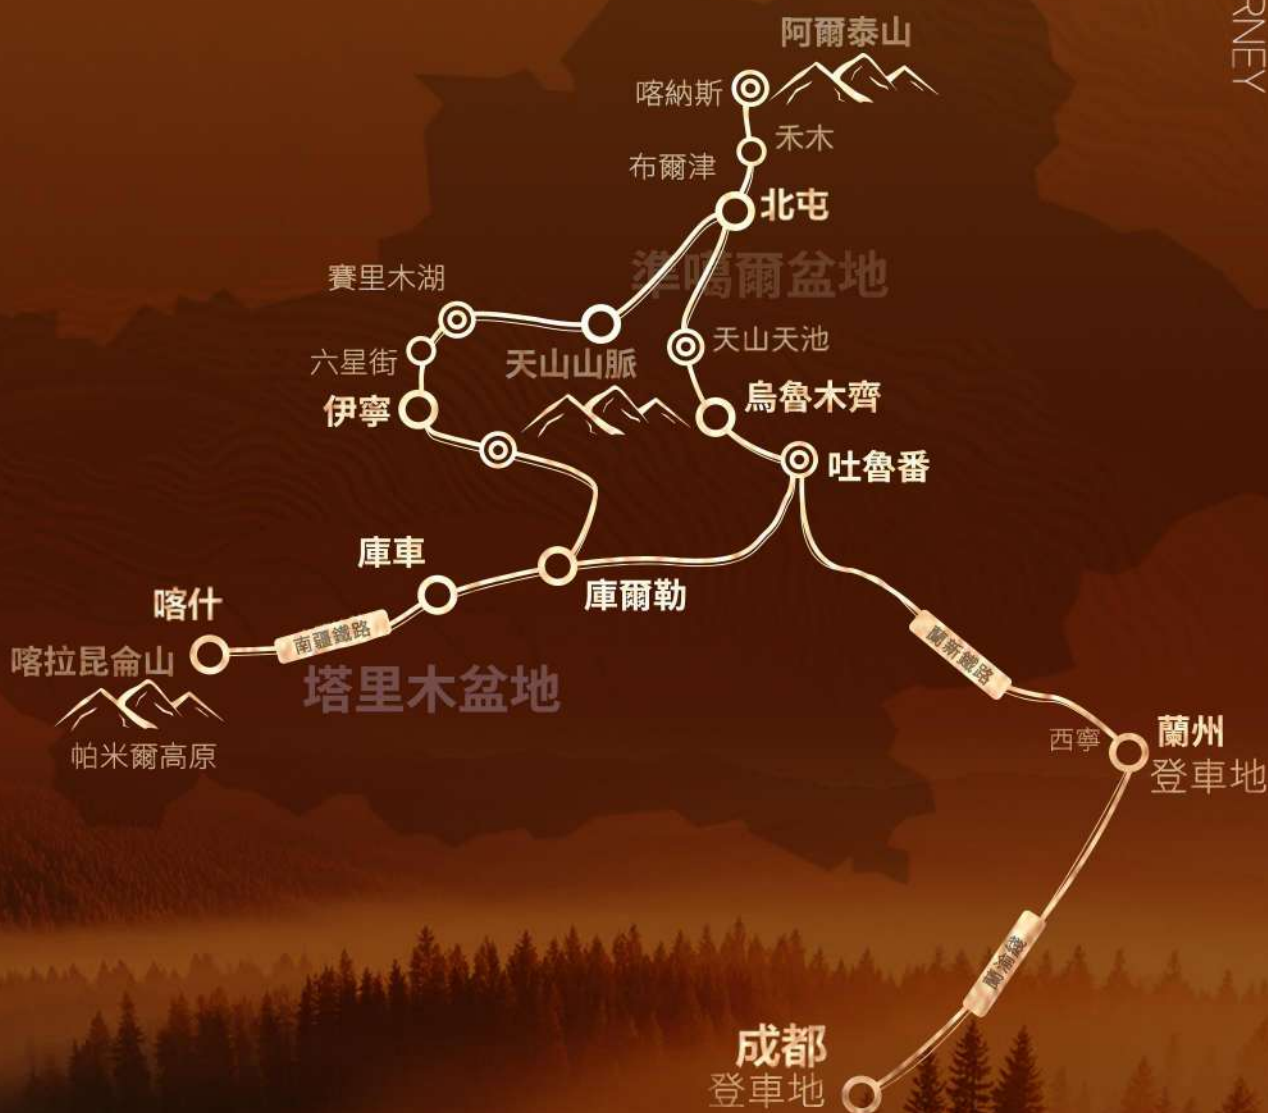 RNEY
阿爾泰山
喀納斯
禾木
布爾津
北屯
準噶爾盆地
賽里木湖
天山天池
六星街
天山山脈
伊寧
烏魯木齊
吐魯番
庫車
庫爾勒
喀什
南疆鐵路
蘭新鐵路
喀拉昆侖山
塔里木盆地
帕米爾高原
西寧
蘭州
登車地
蘭渝線
成都
登車地